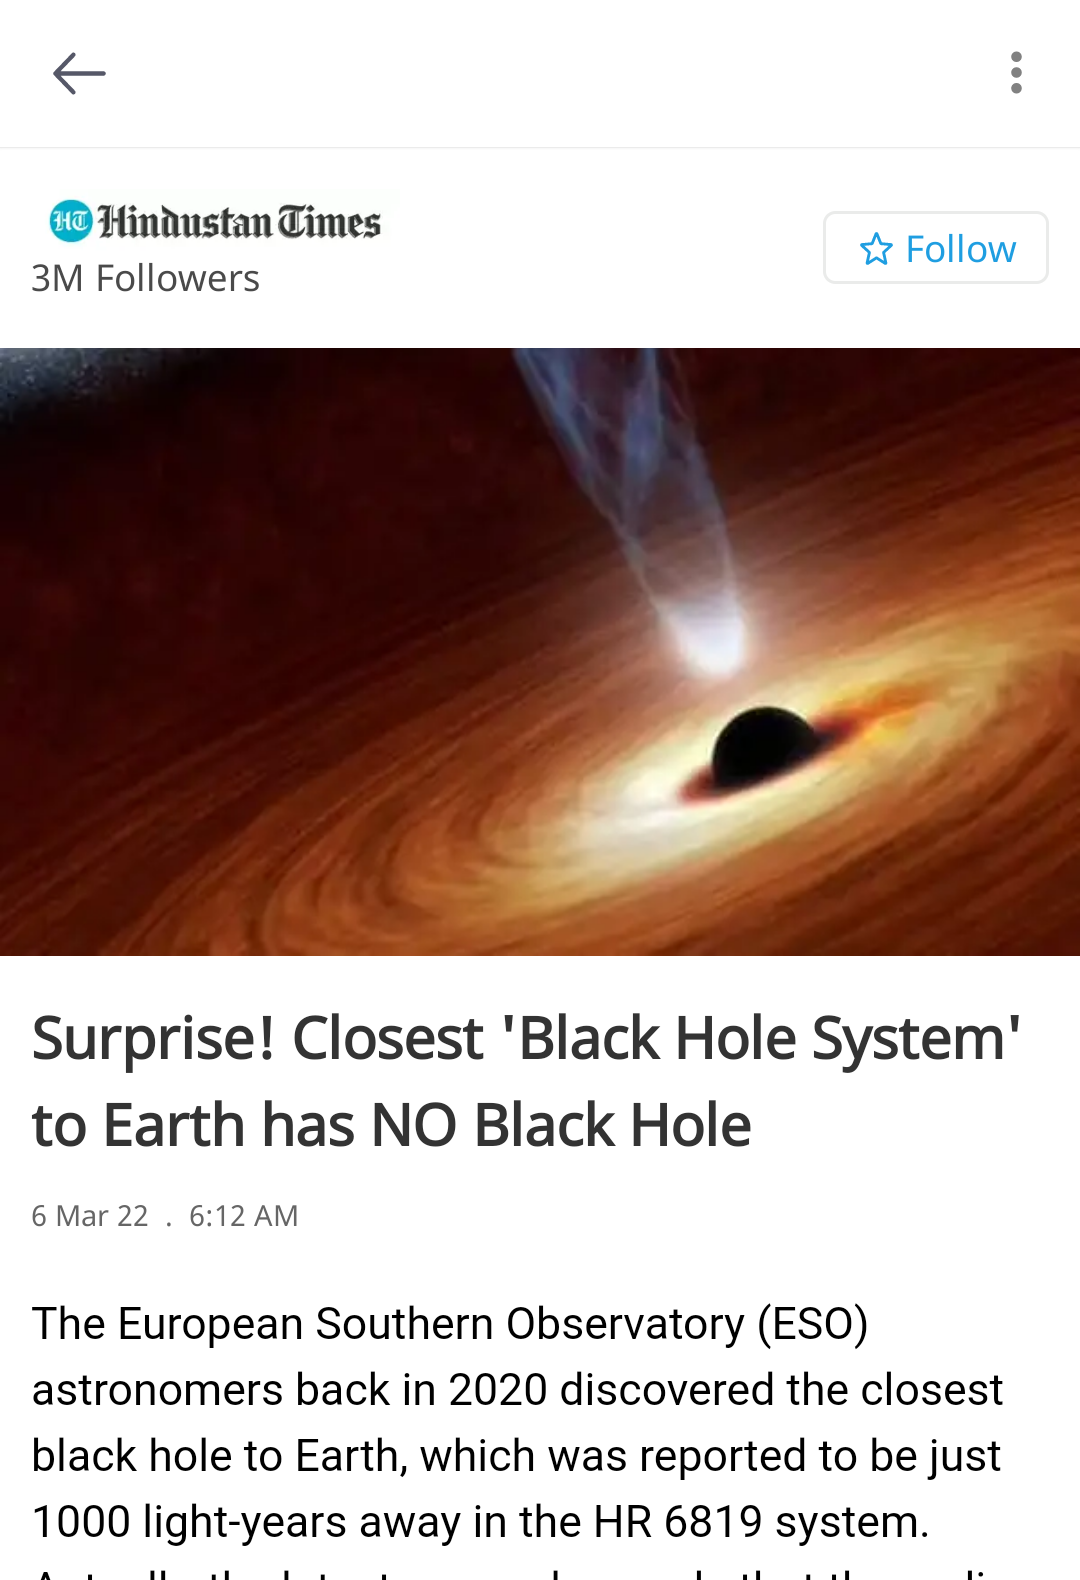 HT Hindustan Times
3M Followers
Follow
Surprise! Closest 'Black Hole System'
to Earth has NO Black Hole
6 Mar 22 . 6:12 AM
The European Southern Observatory (ESO)
astronomers back in 2020 discovered the closest
black hole to Earth, which was reported to be just
1000 light-years away in the HR 6819 system.